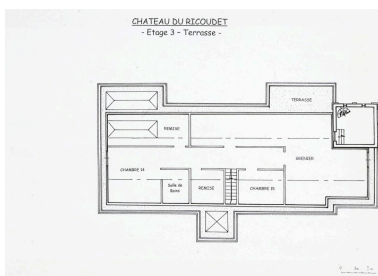 CHATEAU DU RICOUDET
- Etage 3 - Terrasse -
TERRASSE
REMISE
GRENIER
CHAMBRE 14
Salle de
Bains
REMISE
CHAMBRE 15